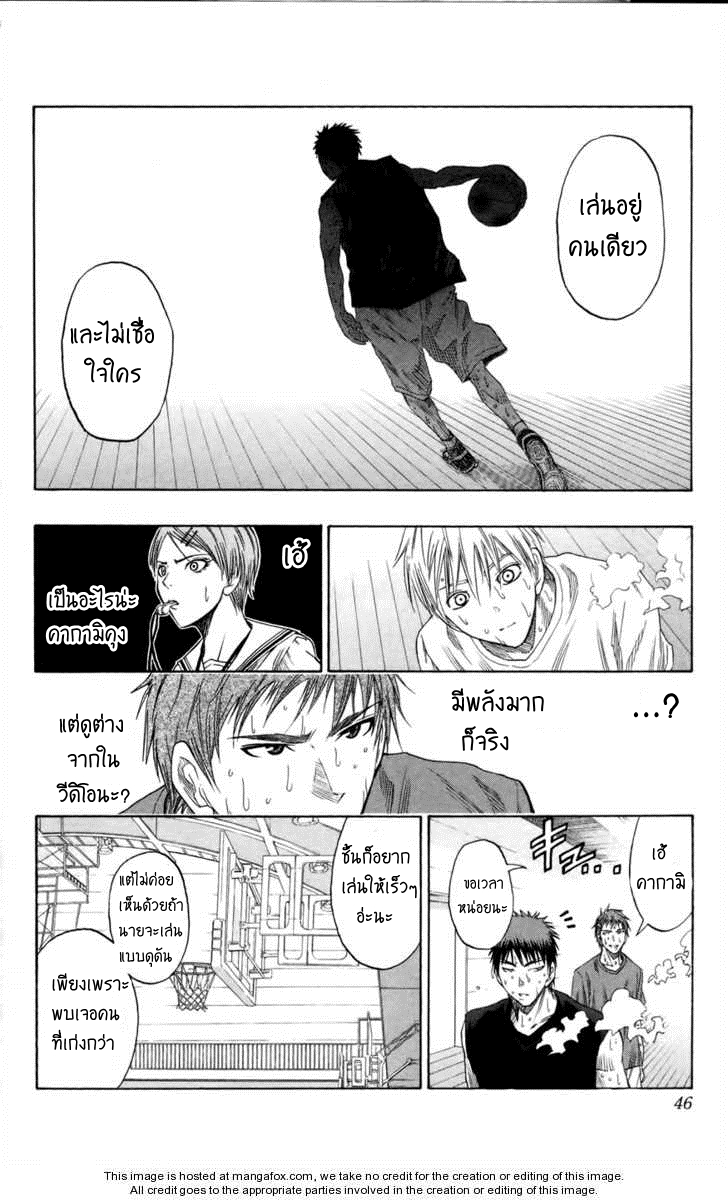 เล่นอยู่
คนเดียว
และไม่เชื่อ
ใจใคร
...?
เฮ้
เป็นอะไรน่ะ
คากามิคุง
มีพลังมาก
ก็จริง
แต่ดูต่าง
จากใน
วีดิโอนะ?
เฮ้
คากามิ
ขอเวลา
หน่อยนะ
ชั้นก็อยาก
เล่นให้เร็วๆ
อ่ะนะ
แต่ไม่ค่อย
เห็นด้วยถ้า
นายจะเล่น
แบบดุดัน
เพียงเพราะ
พบเจอคน
ที่เก่งกว่า
46
This image is hosted at mangafox.com, we take no credit for the creation or editing of this image.
All credit goes to the appropriate parties involved in the creation or editing of this image.